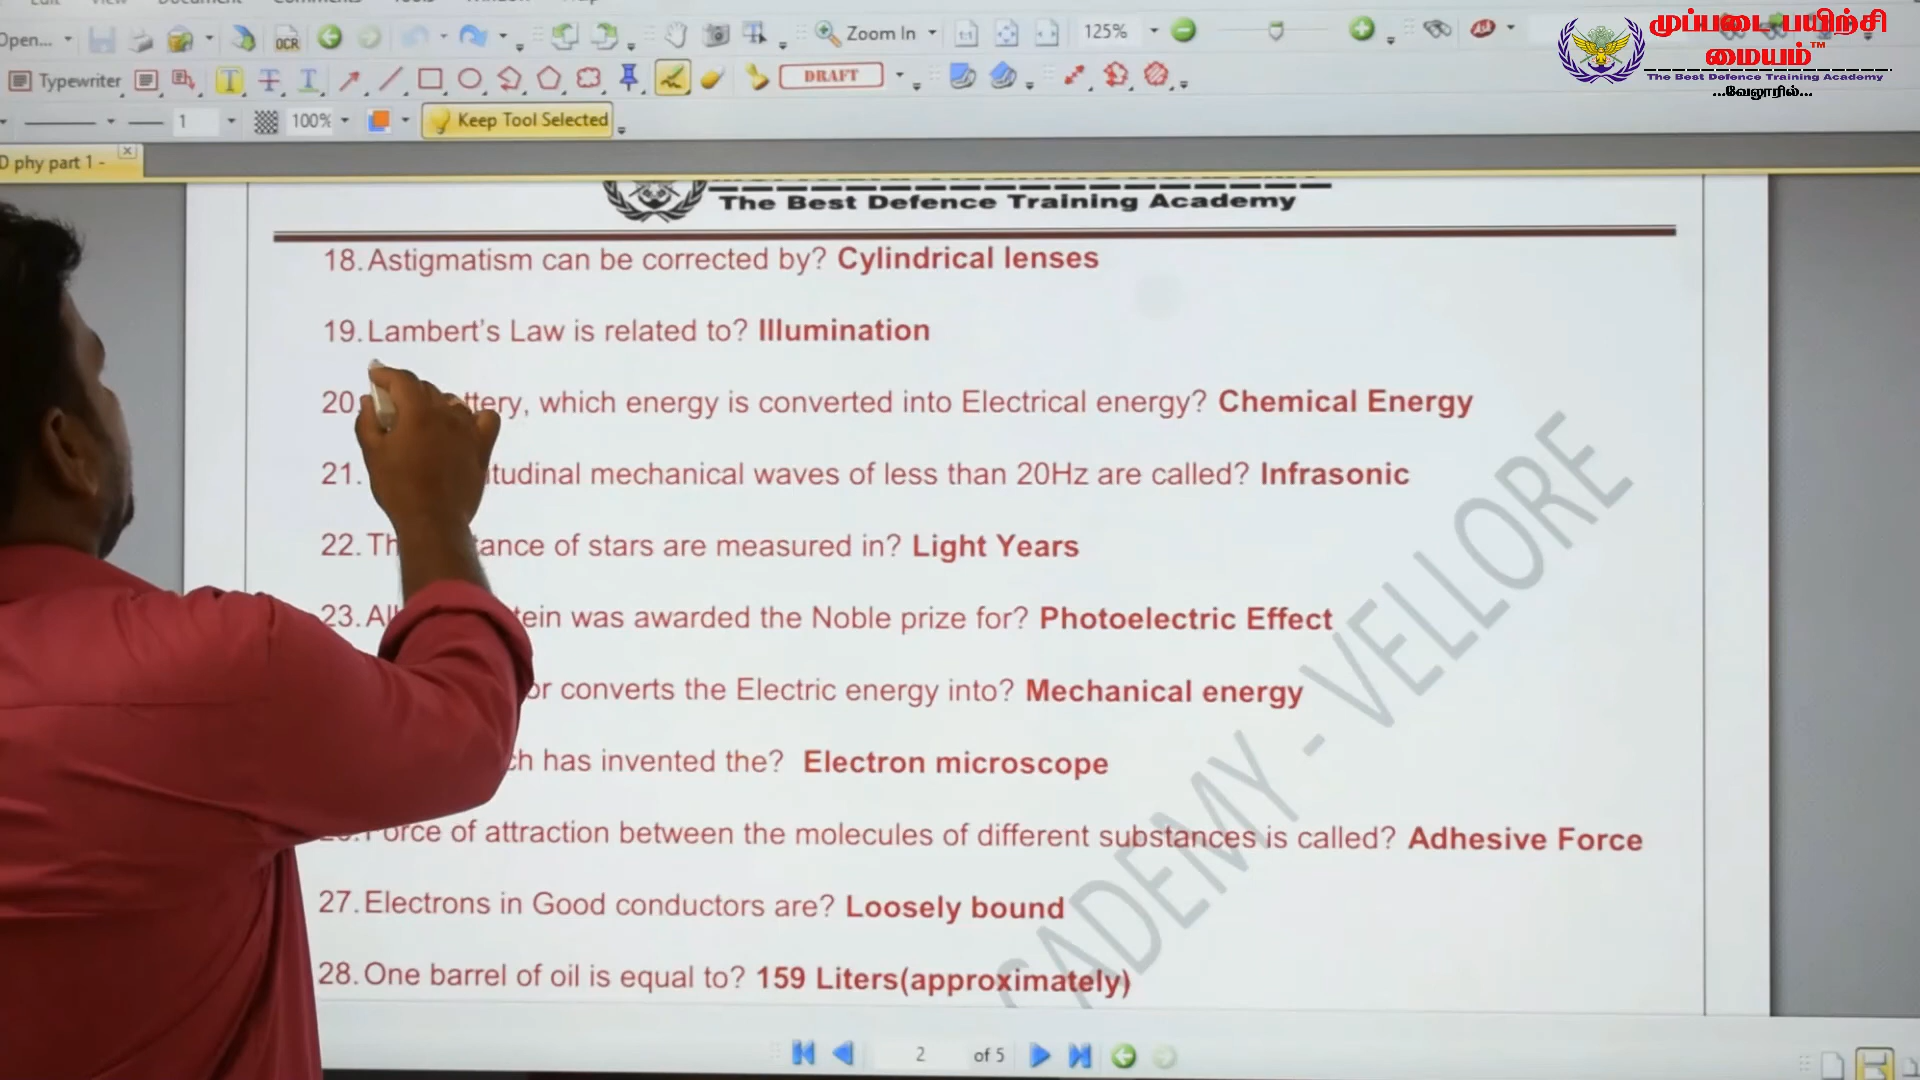 Document
Open...
OCR
Zoom In
125%
முப்படை பயிற்சி
மையம்™
The Best Defence Training Academy
...வேலூரில்...
Typewriter
T T T
DRAFT
1
100%
Keep Tool Selected
D phy part 1 -
The Best Defence Training Academy
18. Astigmatism can be corrected by? Cylindrical lenses
19. Lambert's Law is related to? Illumination
20. ttery, which energy is converted into Electrical energy? Chemical Energy
21. itudinal mechanical waves of less than 20Hz are called? Infrasonic
22. Th tance of stars are measured in? Light Years
23. Al tein was awarded the Noble prize for? Photoelectric Effect
or converts the Electric energy into? Mechanical energy
ch has invented the? Electron microscope
Force of attraction between the molecules of different substances is called? Adhesive Force
27. Electrons in Good conductors are? Loosely bound
28. One barrel of oil is equal to? 159 Liters(approximately)
CADEMY - VELLORE
2 of 5